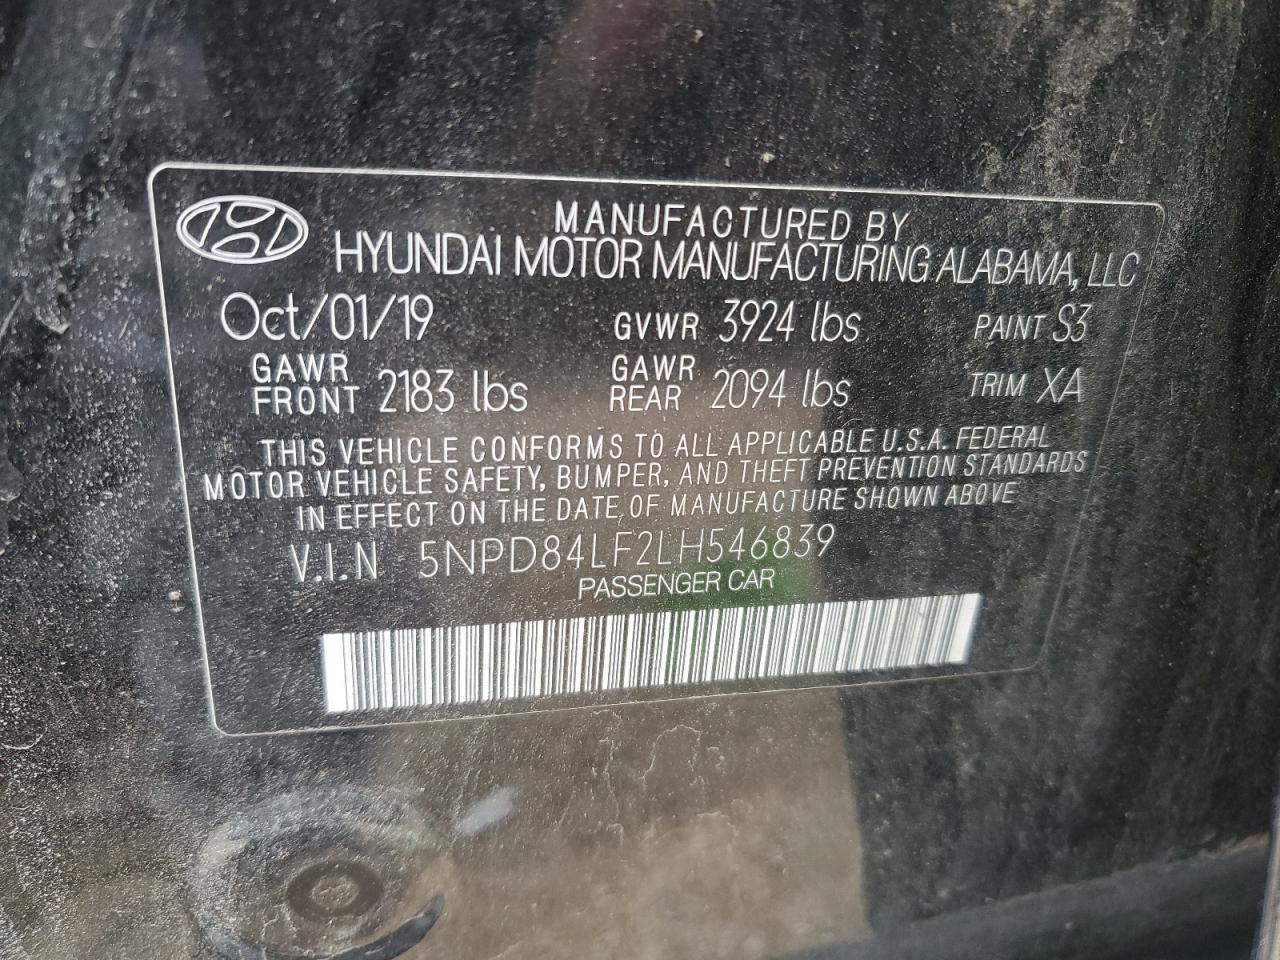 MANUFACTURED BY
HYUNDAI MOTOR MANUFACTURING ALABAMA, LLC
Oct/01/19 GVWR 3924 lbs PAINT S3
GAWR FRONT 2183 lbs GAWR REAR 2094 lbs TRIM XA
THIS VEHICLE CONFORMS TO ALL APPLICABLE U.S.A. FEDERAL
MOTOR VEHICLE SAFETY, BUMPER, AND THEFT PREVENTION STANDARDS
IN EFFECT ON THE DATE OF MANUFACTURE SHOWN ABOVE
V.I.N 5NPD84LF2LH546839
PASSENGER CAR